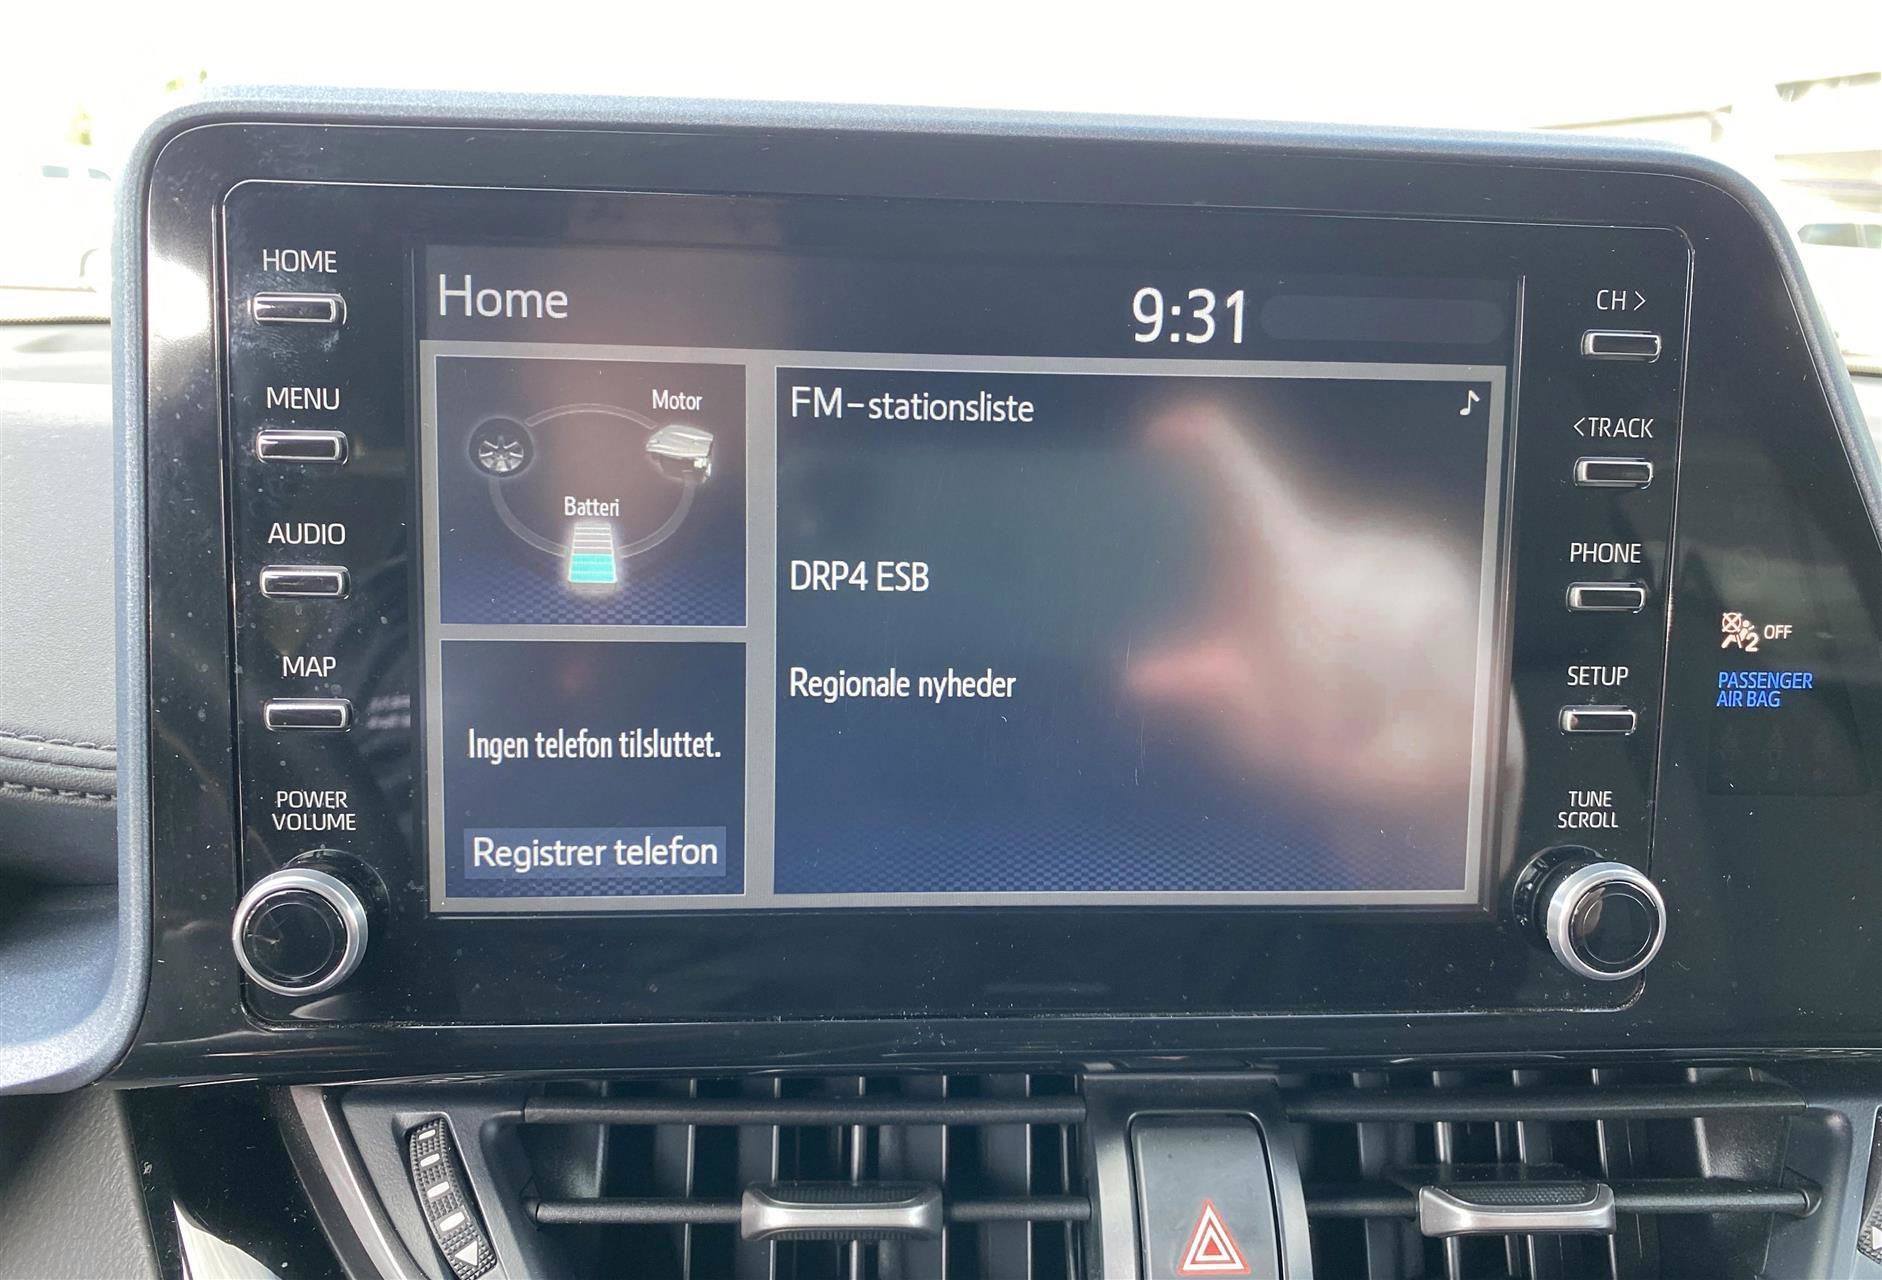 HOME
MENU
AUDIO
MAP
POWER
VOLUME
Home
9:31
Motor
Batteri
Ingen telefon tilsluttet.
Registrer telefon
FM-stationsliste
DRP4 ESB
Regionale nyheder
CH >
< TRACK
PHONE
SETUP
TUNE
SCROLL
2 OFF
PASSENGER
AIR BAG